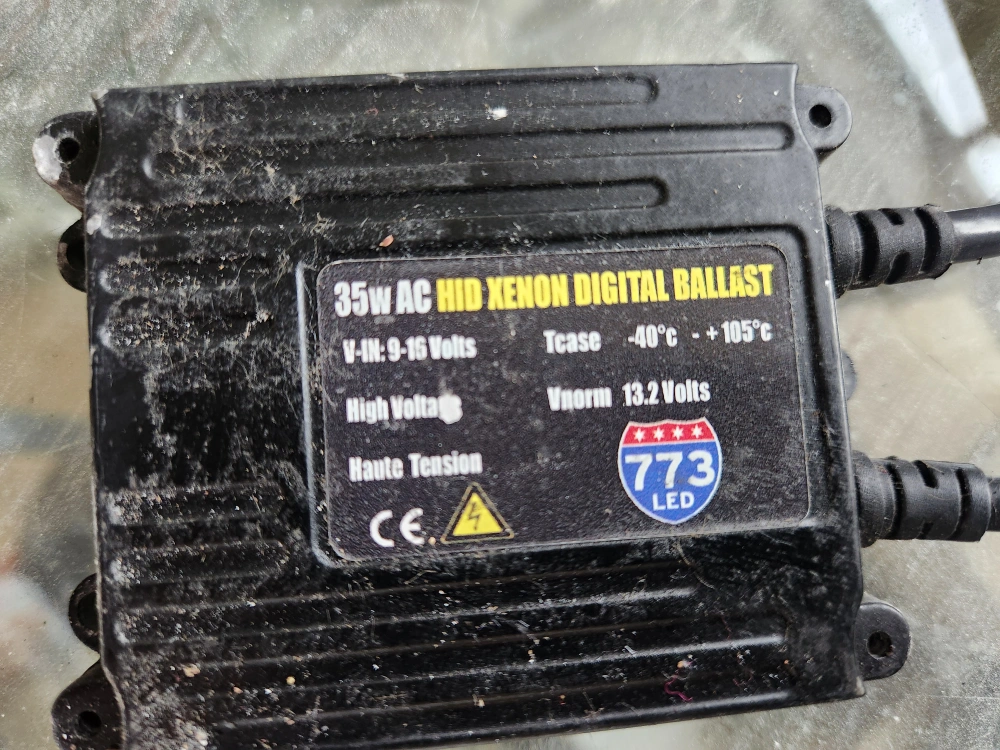 35w AC HID XENON DIGITAL BALLAST
V-IN: 9-16 Volts Tcase -40°c - + 105°c
High Vnorm 13.2 Volts
Haute Tension
773
LED
CE